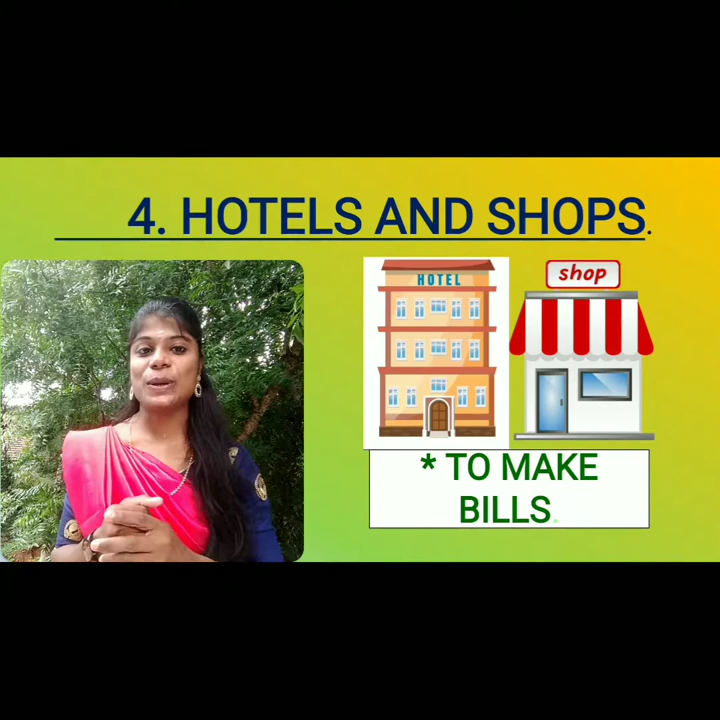 4. HOTELS AND SHOPS.
HOTEL
shop
* TO MAKE
BILLS.